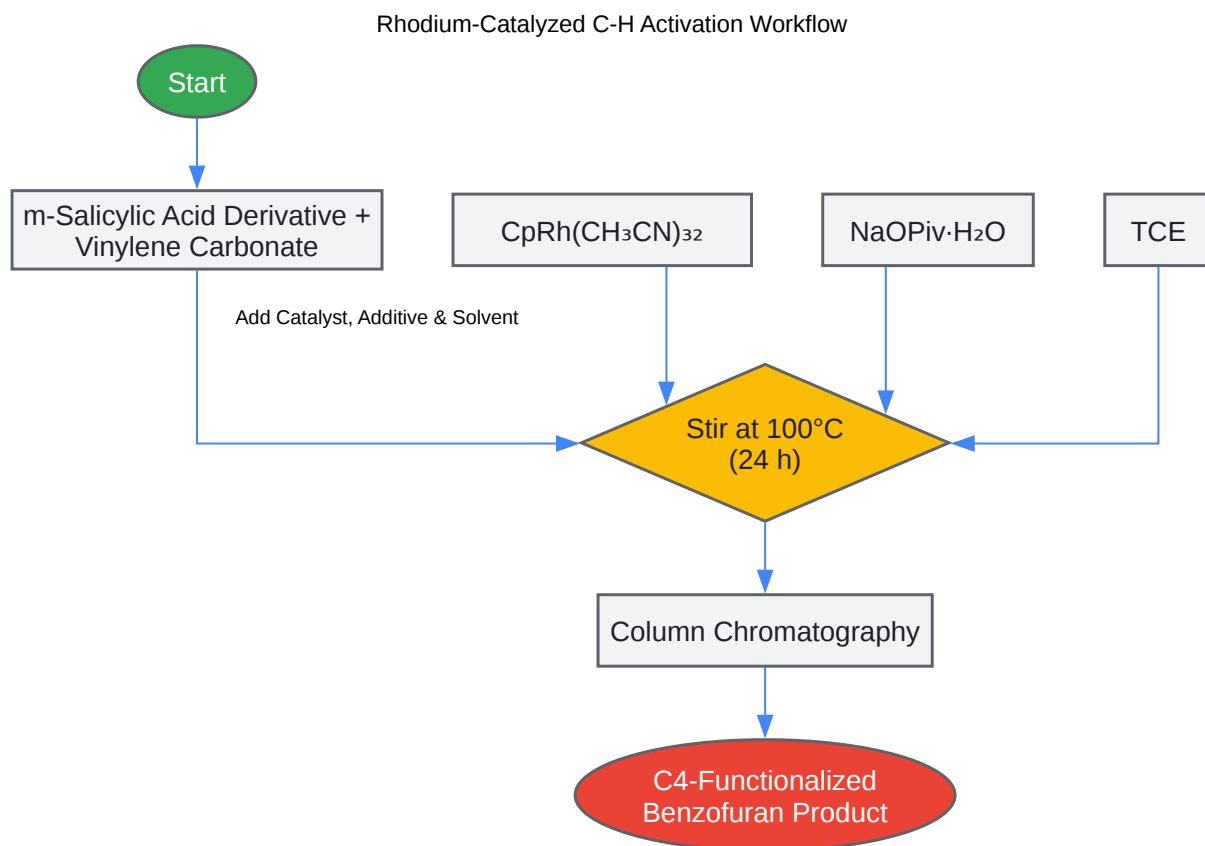 Rhodium-Catalyzed C-H Activation Workflow
Start
m-Salicylic Acid Derivative +
Vinylene Carbonate
CpRh(CH₃CN)₃₂
NaOPiv·H₂O
TCE
Add Catalyst, Additive & Solvent
Stir at 100°C
(24 h)
Column Chromatography
C4-Functionalized
Benzofuran Product